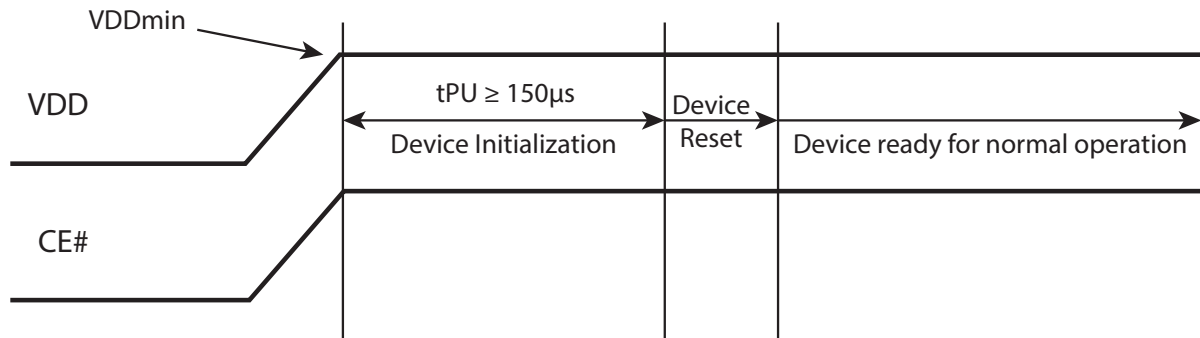 VDDmin
VDD
tPU ≥ 150μs
Device Initialization
Device
Reset
Device ready for normal operation
CE#